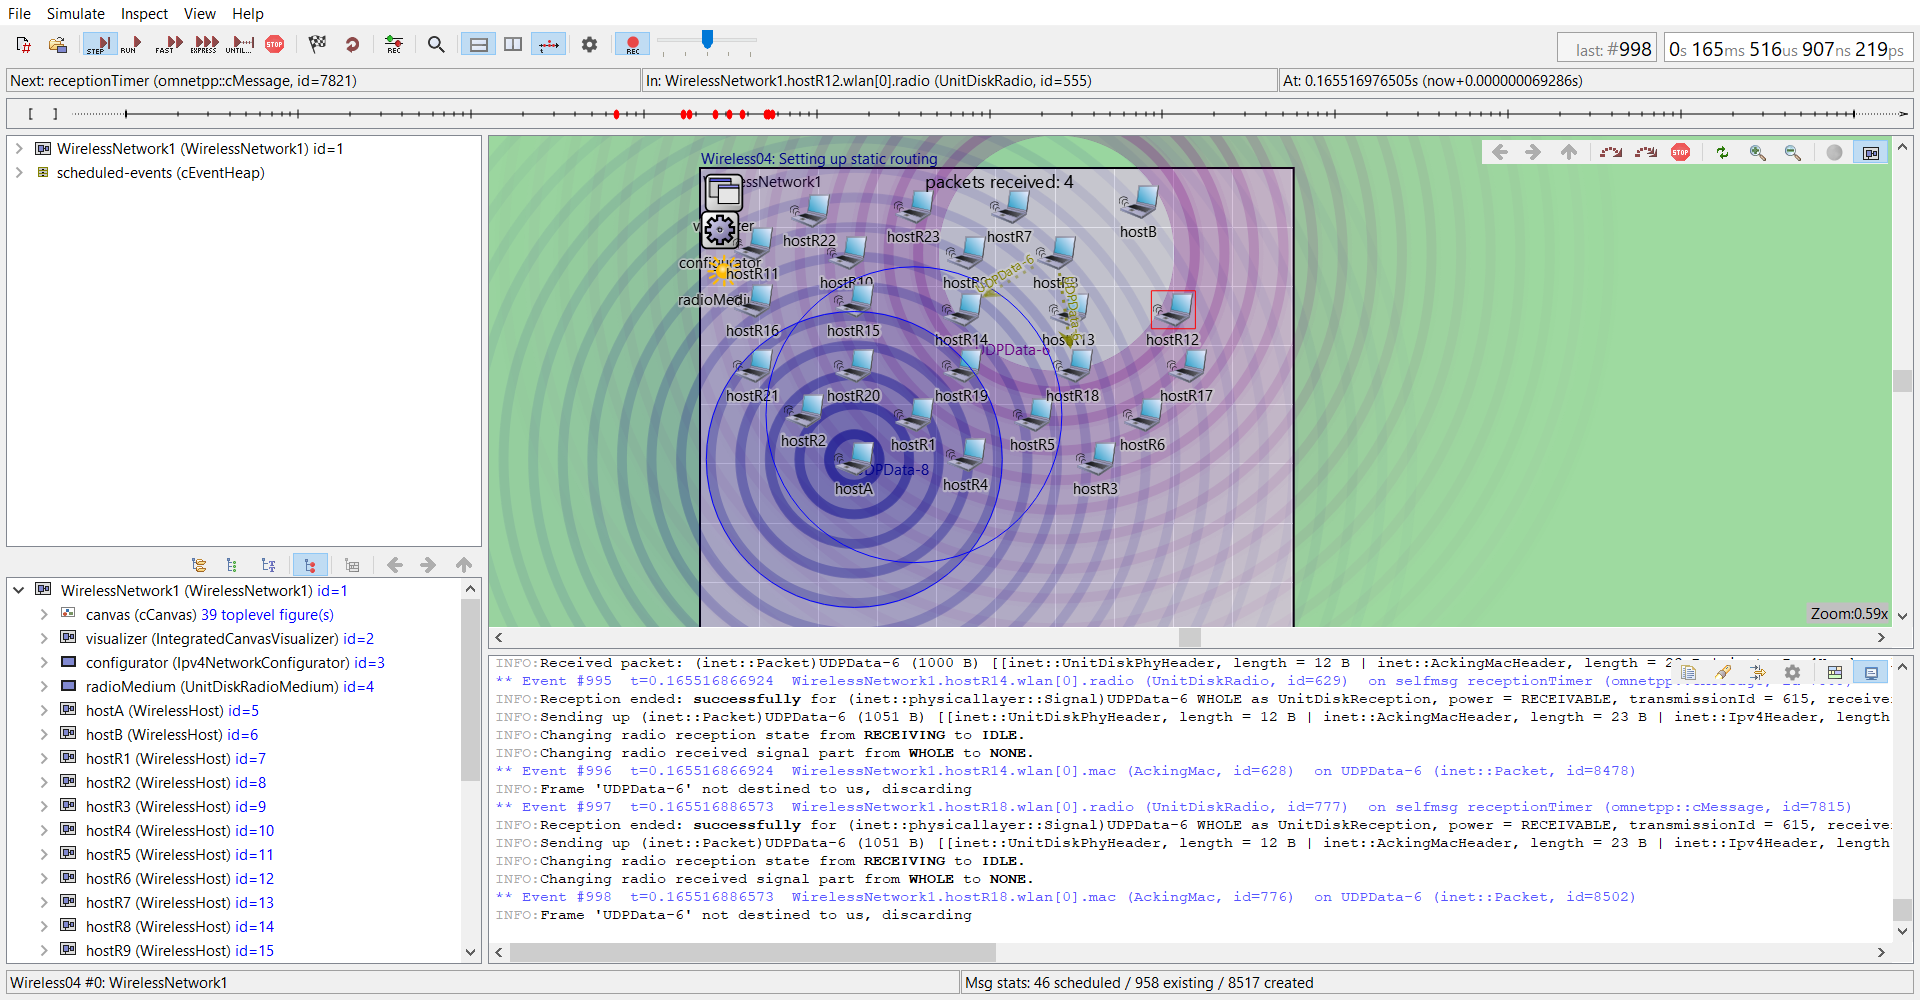 File Simulate Inspect View Help
STEP RUN FAST EXPRESS UNTIL... STOP REC REC last: #998 0s 165ms 516us 907ns 219ps
Next: receptionTimer (omnetpp::cMessage, id=7821) In: WirelessNetwork1.hostR12.wlan[0].radio (UnitDiskRadio, id=555) At: 0.165516976505s (now+0.000000069286s)
[ ]
WirelessNetwork1 (WirelessNetwork1) id=1
scheduled-events (cEventHeap)
WirelessNetwork1 (WirelessNetwork1) id=1
canvas (cCanvas) 39 toplevel figure(s)
visualizer (IntegratedCanvasVisualizer) id=2
configurator (Ipv4NetworkConfigurator) id=3
radioMedium (UnitDiskRadioMedium) id=4
hostA (WirelessHost) id=5
hostB (WirelessHost) id=6
hostR1 (WirelessHost) id=7
hostR2 (WirelessHost) id=8
hostR3 (WirelessHost) id=9
hostR4 (WirelessHost) id=10
hostR5 (WirelessHost) id=11
hostR6 (WirelessHost) id=12
hostR7 (WirelessHost) id=13
hostR8 (WirelessHost) id=14
hostR9 (WirelessHost) id=15
Wireless04: Setting up static routing
STOP
packets received: 4
hostR22 hostR23 hostR7 hostB
configurator
hostR11 hostR10
UDPData-6
UDPData-6
hostR16 hostR15 hostR14 hostR13 hostR12
UDPData-6
hostR21 hostR20 hostR19 hostR18 hostR17
hostR2 hostR1 hostR5 hostR6
UDPData-8
hostA hostR4 hostR3
Zoom:0.59x
INFO:Received packet: (inet::Packet)UDPData-6 (1000 B) [[inet::UnitDiskPhyHeader, length = 12 B | inet::AckingMacHeader, length =
** Event #995 t=0.165516866924 WirelessNetwork1.hostR14.wlan[0].radio (UnitDiskRadio, id=629) on selfmsg receptionTimer
INFO:Reception ended: successfully for (inet::physicallayer::Signal)UDPData-6 WHOLE as UnitDiskReception, power = RECEIVABLE, transmissionId = 615, receive
INFO:Sending up (inet::Packet)UDPData-6 (1051 B) [[inet::UnitDiskPhyHeader, length = 12 B | inet::AckingMacHeader, length = 23 B | inet::Ipv4Header, length
INFO:Changing radio reception state from RECEIVING to IDLE.
INFO:Changing radio received signal part from WHOLE to NONE.
** Event #996 t=0.165516866924 WirelessNetwork1.hostR14.wlan[0].mac (AckingMac, id=628) on UDPData-6 (inet::Packet, id=8478)
INFO:Frame 'UDPData-6' not destined to us, discarding
** Event #997 t=0.165516886573 WirelessNetwork1.hostR18.wlan[0].radio (UnitDiskRadio, id=777) on selfmsg receptionTimer (omnetpp::cMessage, id=7815)
INFO:Reception ended: successfully for (inet::physicallayer::Signal)UDPData-6 WHOLE as UnitDiskReception, power = RECEIVABLE, transmissionId = 615, receive
INFO:Sending up (inet::Packet)UDPData-6 (1051 B) [[inet::UnitDiskPhyHeader, length = 12 B | inet::AckingMacHeader, length = 23 B | inet::Ipv4Header, length
INFO:Changing radio reception state from RECEIVING to IDLE.
INFO:Changing radio received signal part from WHOLE to NONE.
** Event #998 t=0.165516886573 WirelessNetwork1.hostR18.wlan[0].mac (AckingMac, id=776) on UDPData-6 (inet::Packet, id=8502)
INFO:Frame 'UDPData-6' not destined to us, discarding
Wireless04 #0: WirelessNetwork1 Msg stats: 46 scheduled / 958 existing / 8517 created